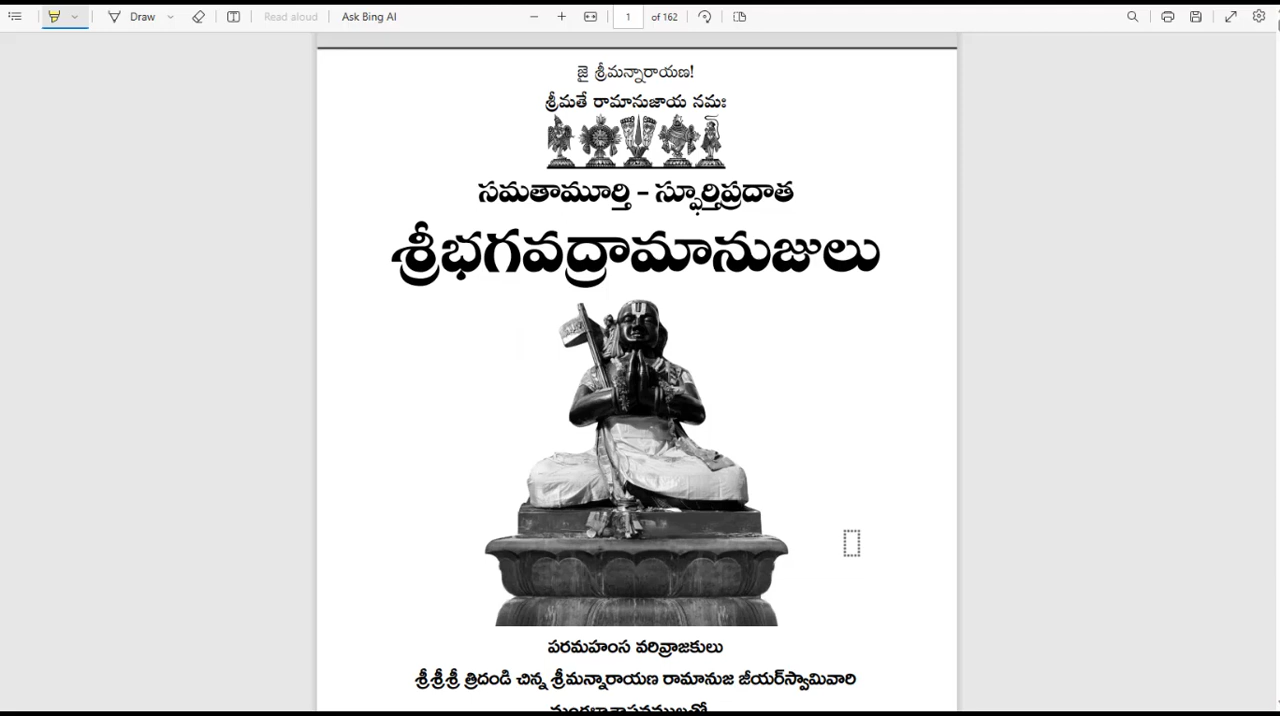 Draw
Read aloud
Ask Bing AI
1
of 162
జై శ్రీమన్నారాయణ!
శ్రీమతే రామానుజాయ నమః
సమతామూర్తి - స్ఫూర్తిప్రదాత
శ్రీభగవద్రామానుజులు
పరమహంస వరివ్రాజకులు
శ్రీశ్రీశ్రీ త్రిదండి చిన్న శ్రీమన్నారాయణ రామానుజ జీయర్‌స్వామివారి